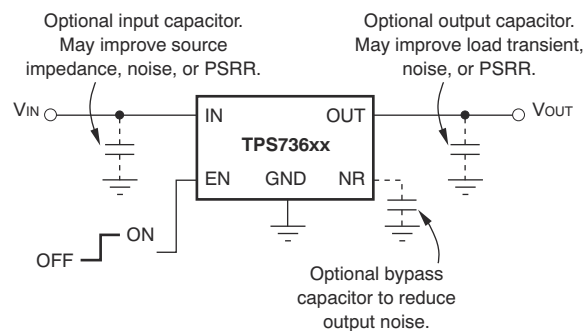 Optional input capacitor.
May improve source
impedance, noise, or PSRR.
Optional output capacitor.
May improve load transient,
noise, or PSRR.
VIN
IN
OUT
VOUT
TPS736xx
EN
GND
NR
ON
OFF
Optional bypass
capacitor to reduce
output noise.